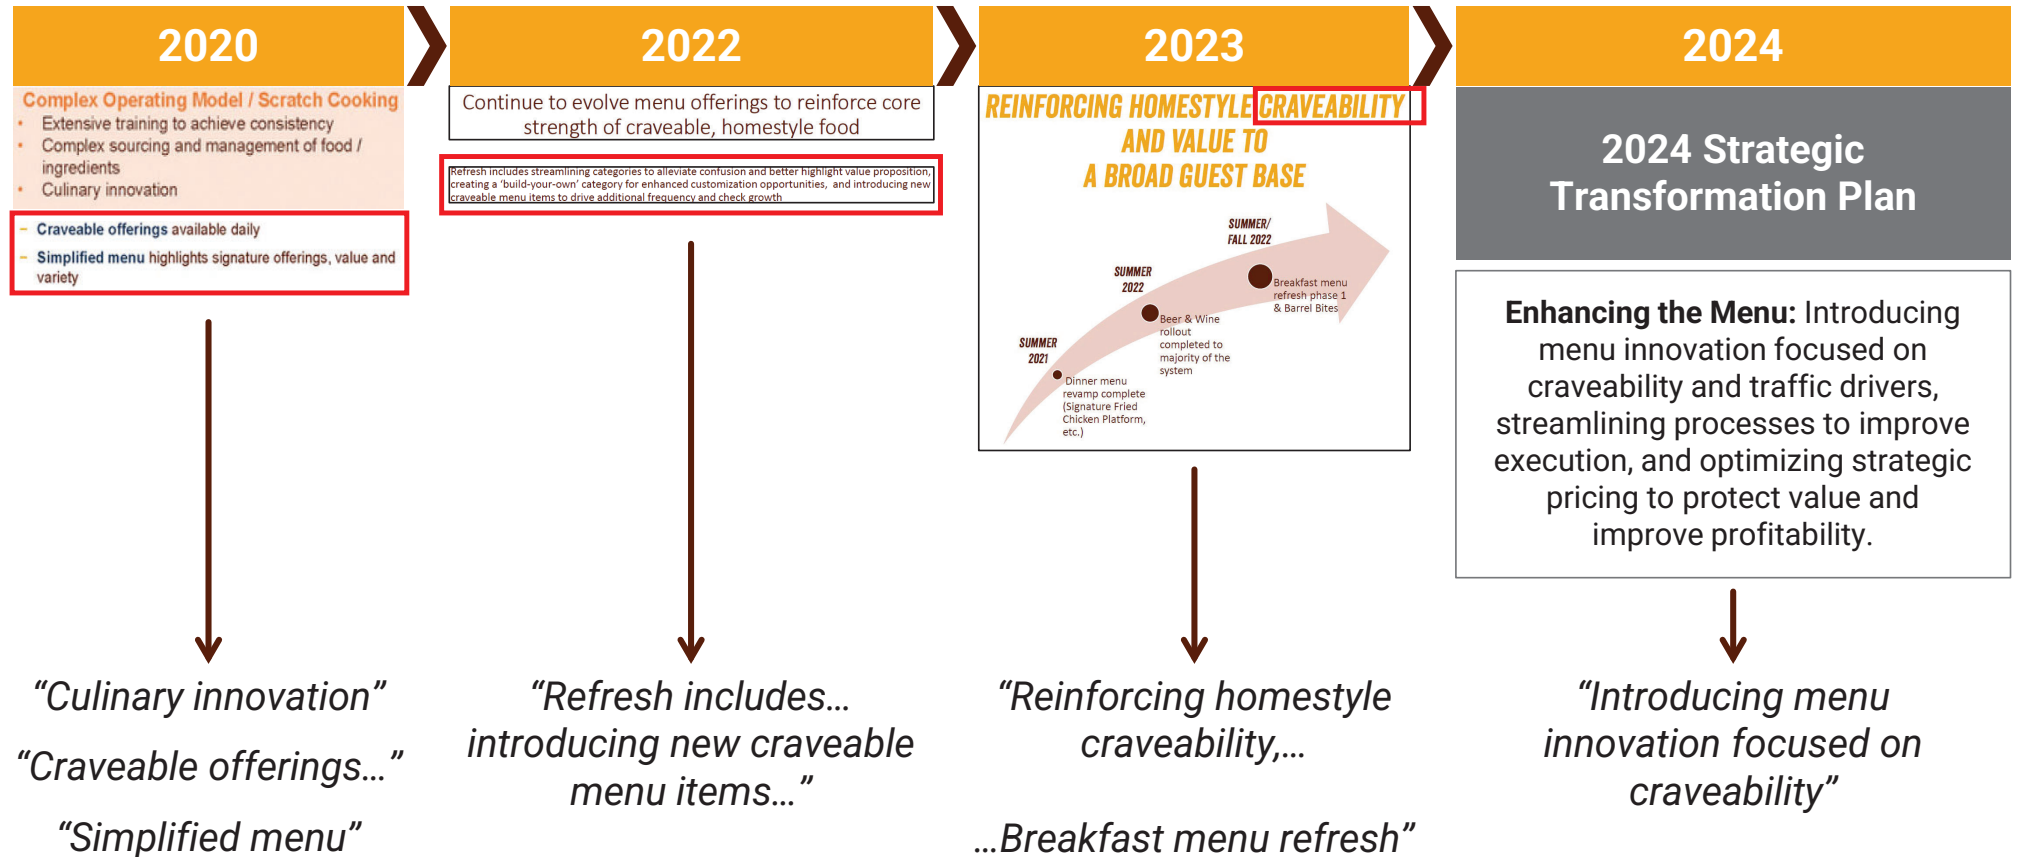 2020
Complex Operating Model / Scratch Cooking
• Extensive training to achieve consistency
• Complex sourcing and management of food /
ingredients
• Culinary innovation
– Craveable offerings available daily
– Simplified menu highlights signature offerings, value and
variety
“Culinary innovation”
“Craveable offerings…”
“Simplified menu”
2022
Continue to evolve menu offerings to reinforce core
strength of craveable, homestyle food
Refresh includes streamlining categories to alleviate confusion and better highlight value proposition,
creating a ‘build-your-own’ category for enhanced customization opportunities, and introducing new
craveable menu items to drive additional frequency and check growth
“Refresh includes…
introducing new craveable
menu items…”
2023
REINFORCING HOMESTYLE CRAVEABILITY
AND VALUE TO
A BROAD GUEST BASE
SUMMER
2021
Dinner menu
revamp complete
(Signature Fried
Chicken Platform,
etc.)
SUMMER
2022
Beer & Wine
rollout
completed to
majority of the
system
SUMMER/
FALL 2022
Breakfast menu
refresh phase 1
& Barrel Bites
“Reinforcing homestyle
craveability,…
…Breakfast menu refresh”
2024
2024 Strategic
Transformation Plan
Enhancing the Menu: Introducing
menu innovation focused on
craveability and traffic drivers,
streamlining processes to improve
execution, and optimizing strategic
pricing to protect value and
improve profitability.
“Introducing menu
innovation focused on
craveability”